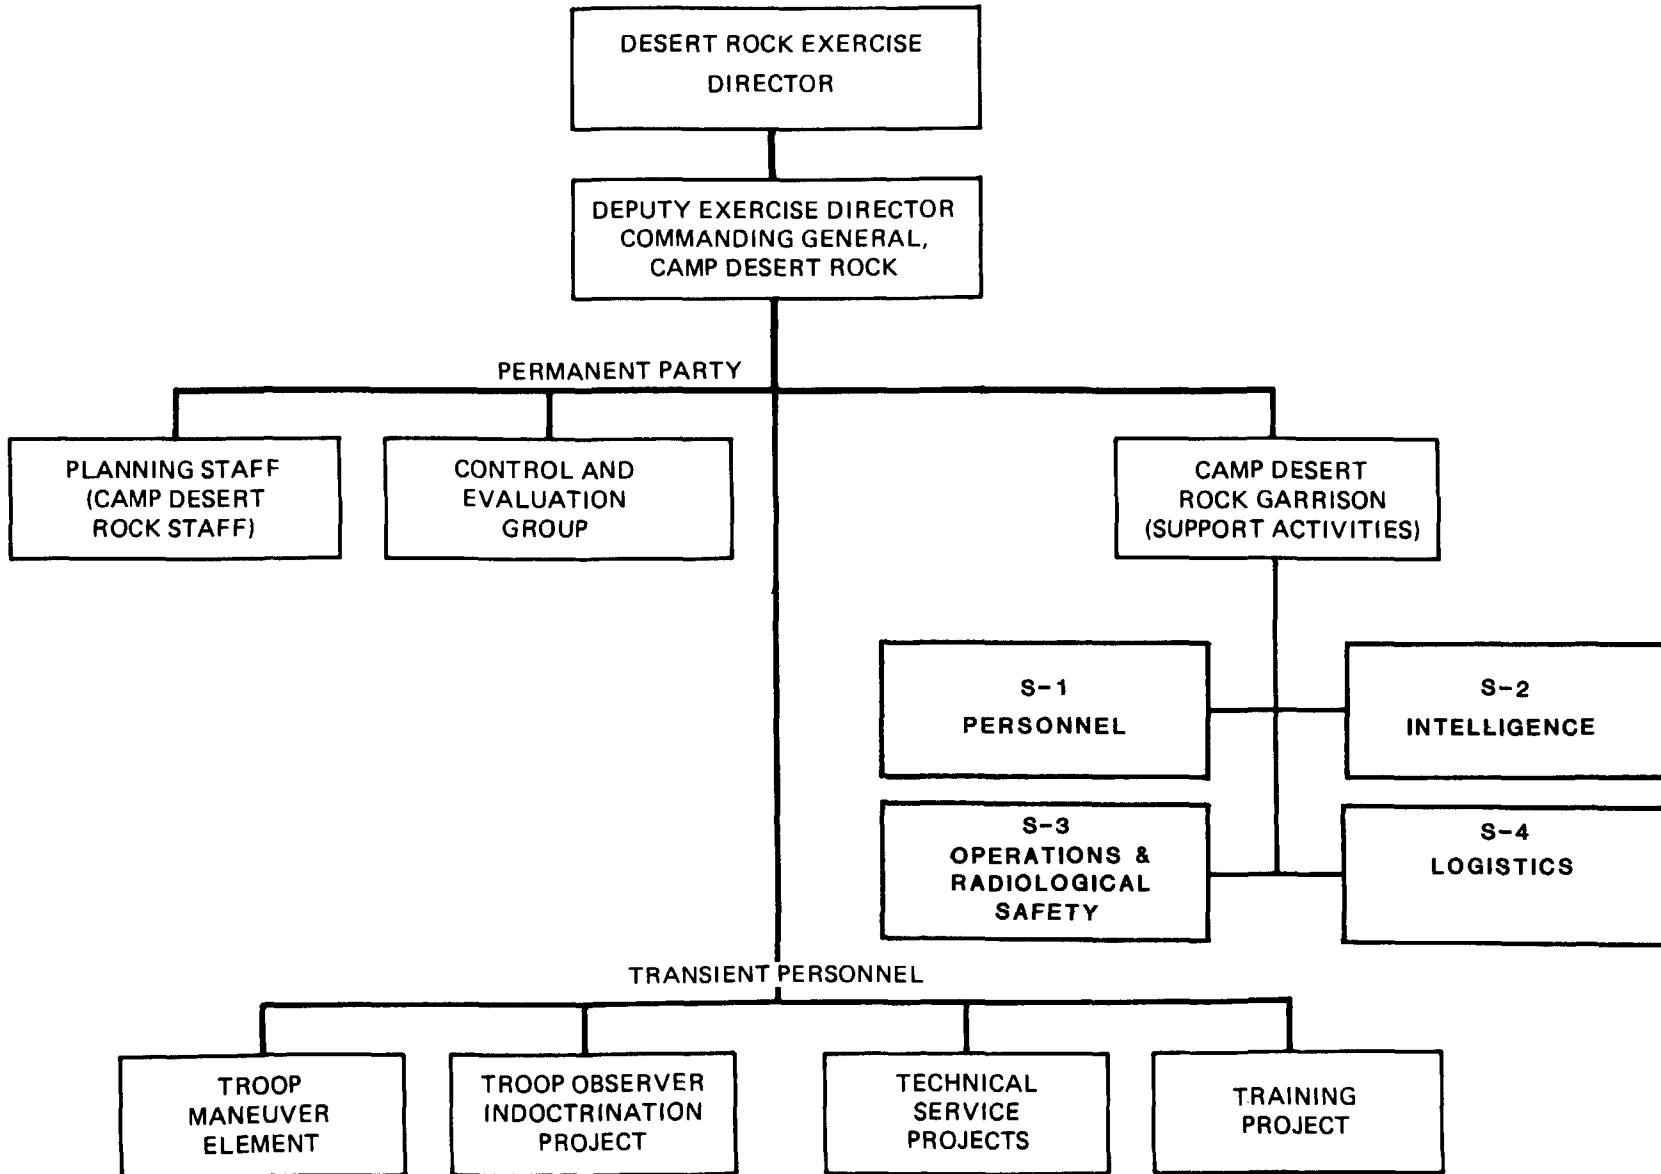 DESERT ROCK EXERCISE
DIRECTOR
DEPUTY EXERCISE DIRECTOR
COMMANDING GENERAL,
CAMP DESERT ROCK
PERMANENT PARTY
PLANNING STAFF
(CAMP DESERT
ROCK STAFF)
CONTROL AND
EVALUATION
GROUP
CAMP DESERT
ROCK GARRISON
(SUPPORT ACTIVITIES)
S-1
PERSONNEL
S-2
INTELLIGENCE
S-3
OPERATIONS &
RADIOLOGICAL
SAFETY
S-4
LOGISTICS
TRANSIENT PERSONNEL
TROOP
MANEUVER
ELEMENT
TROOP OBSERVER
INDOCTRINATION
PROJECT
TECHNICAL
SERVICE
PROJECTS
TRAINING
PROJECT